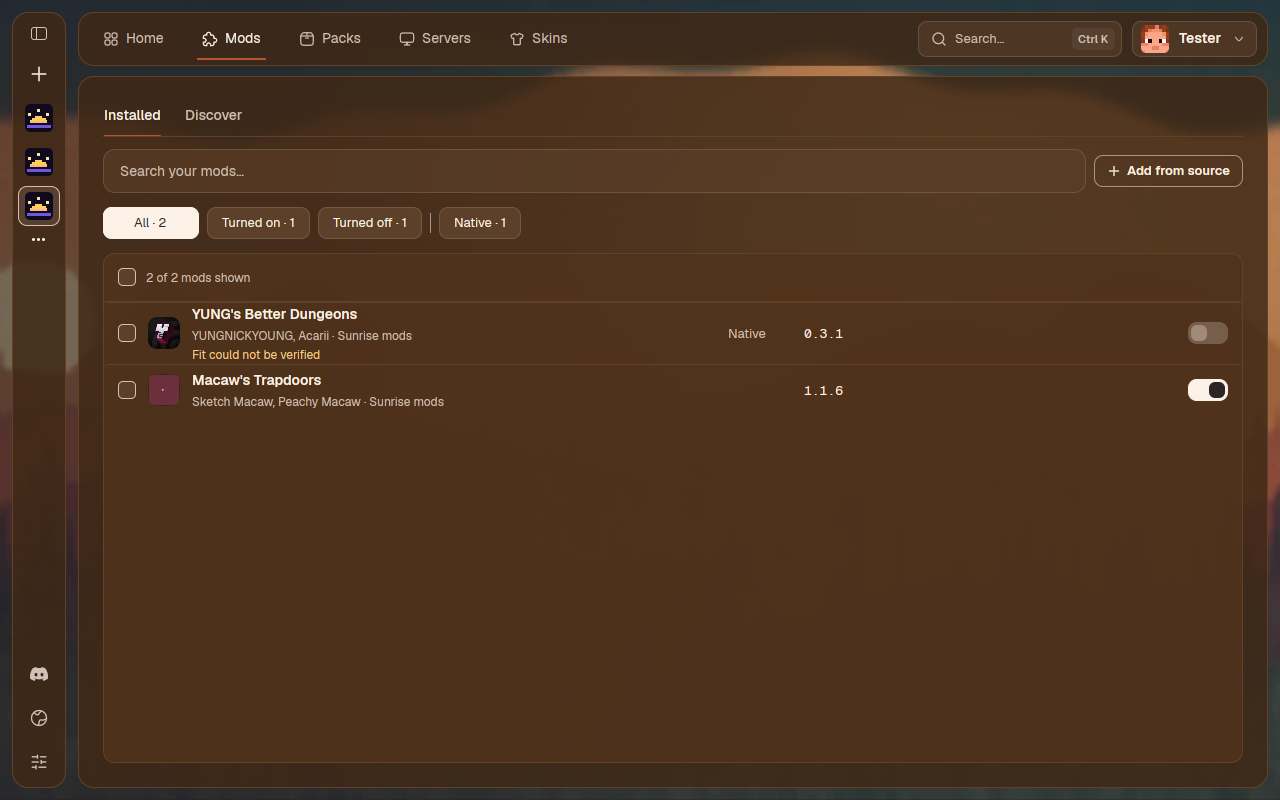 Home
Mods
Packs
Servers
Skins
Search...
Ctrl K
Tester
Installed
Discover
Search your mods...
Add from source
All · 2
Turned on · 1
Turned off · 1
Native · 1
2 of 2 mods shown
YUNG's Better Dungeons
YUNGNICKYOUNG, Acarii · Sunrise mods
Fit could not be verified
Native
0.3.1
Macaw's Trapdoors
Sketch Macaw, Peachy Macaw · Sunrise mods
1.1.6